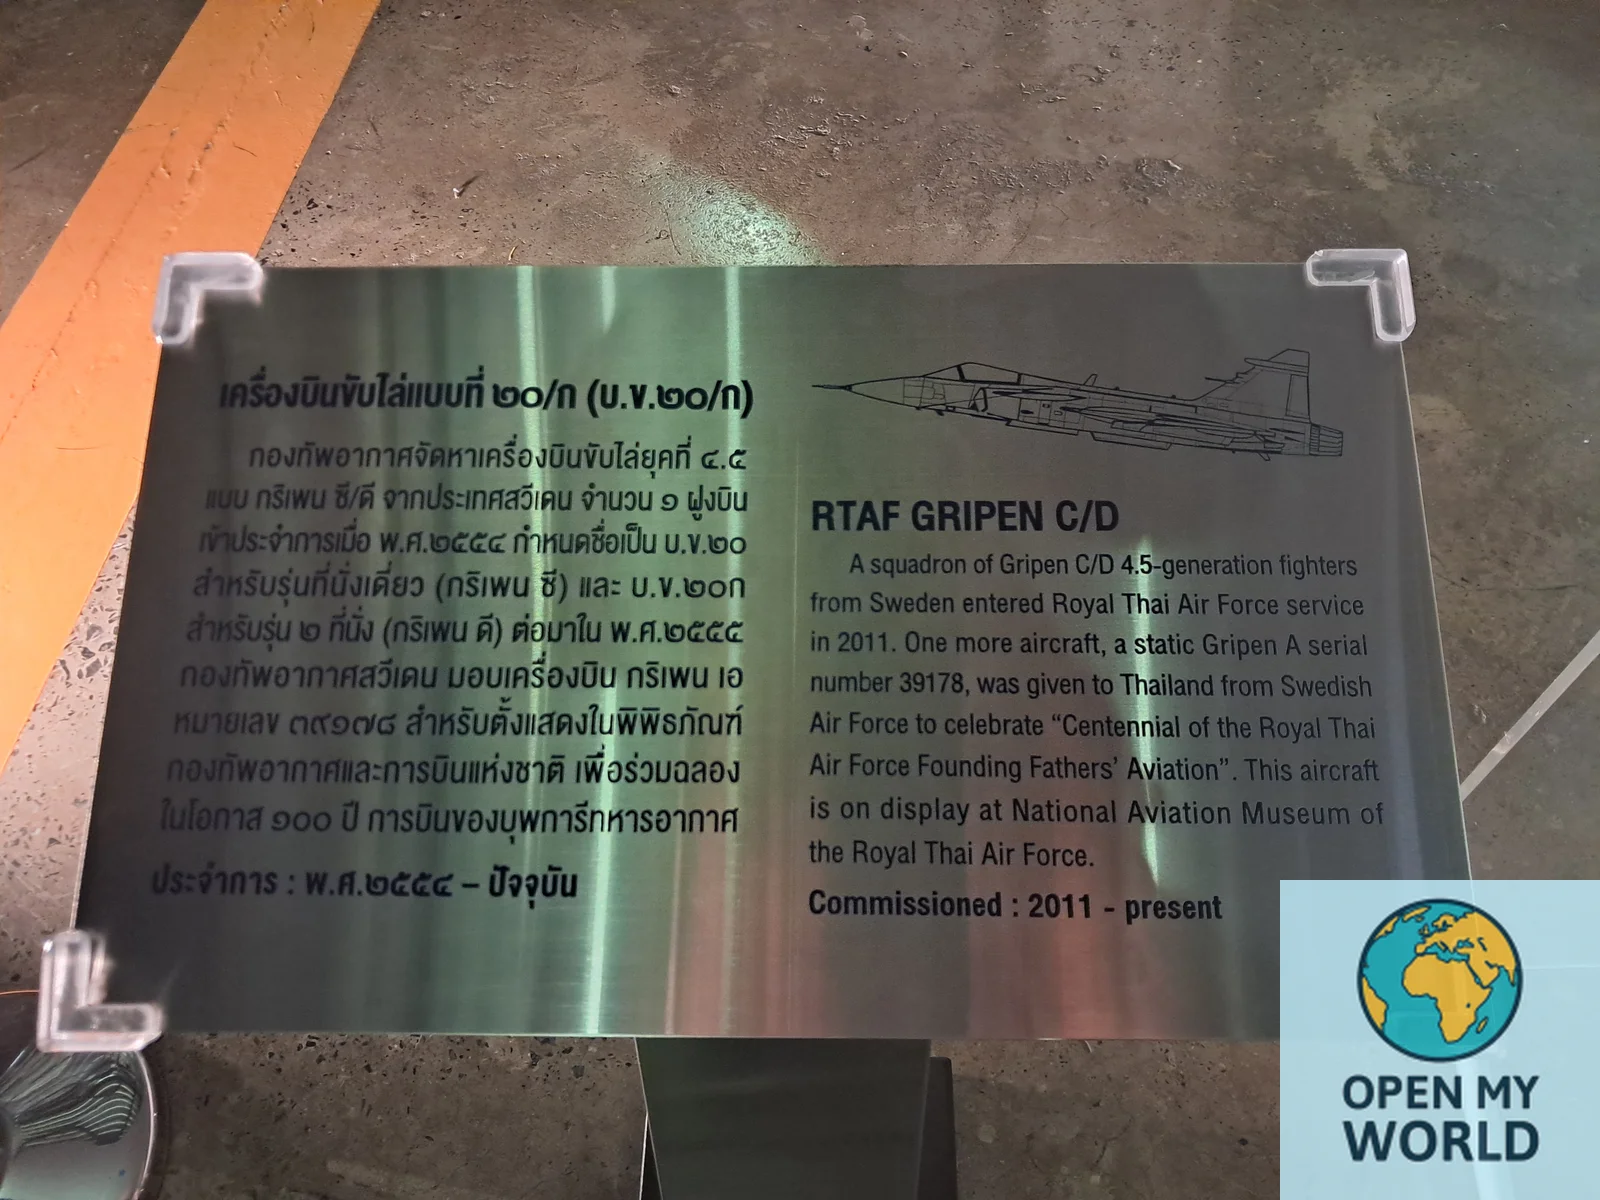 เครื่องบินขับไล่แบบที่ ๒๐/ก (บ.ข.๒๐/ก)
กองทัพอากาศจัดหาเครื่องบินขับไล่ยุคที่ ๔.๕
แบบ กริเพน ซี/ดี จากประเทศสวีเดน จำนวน ๑ ฝูงบิน
เข้าประจำการเมื่อ พ.ศ.๒๕๕๔ กำหนดชื่อเป็น บ.ข.๒๐
สำหรับรุ่นที่นั่งเดี่ยว (กริเพน ซี) และ บ.ข.๒๐ก
สำหรับรุ่น ๒ ที่นั่ง (กริเพน ดี) ต่อมาใน พ.ศ.๒๕๕๕
กองทัพอากาศสวีเดน มอบเครื่องบิน กริเพน เอ
หมายเลข ๓๙๑๗๘ สำหรับตั้งแสดงในพิพิธภัณฑ์
กองทัพอากาศและการบินแห่งชาติ เพื่อร่วมฉลอง
ในโอกาส ๑๐๐ ปี การบินของบุพการีทหารอากาศ
ประจำการ : พ.ศ.๒๕๕๔ – ปัจจุบัน
RTAF GRIPEN C/D
A squadron of Gripen C/D 4.5-generation fighters
from Sweden entered Royal Thai Air Force service
in 2011. One more aircraft, a static Gripen A serial
number 39178, was given to Thailand from Swedish
Air Force to celebrate “Centennial of the Royal Thai
Air Force Founding Fathers’ Aviation”. This aircraft
is on display at National Aviation Museum of
the Royal Thai Air Force.
Commissioned : 2011 - present
OPEN MY
WORLD